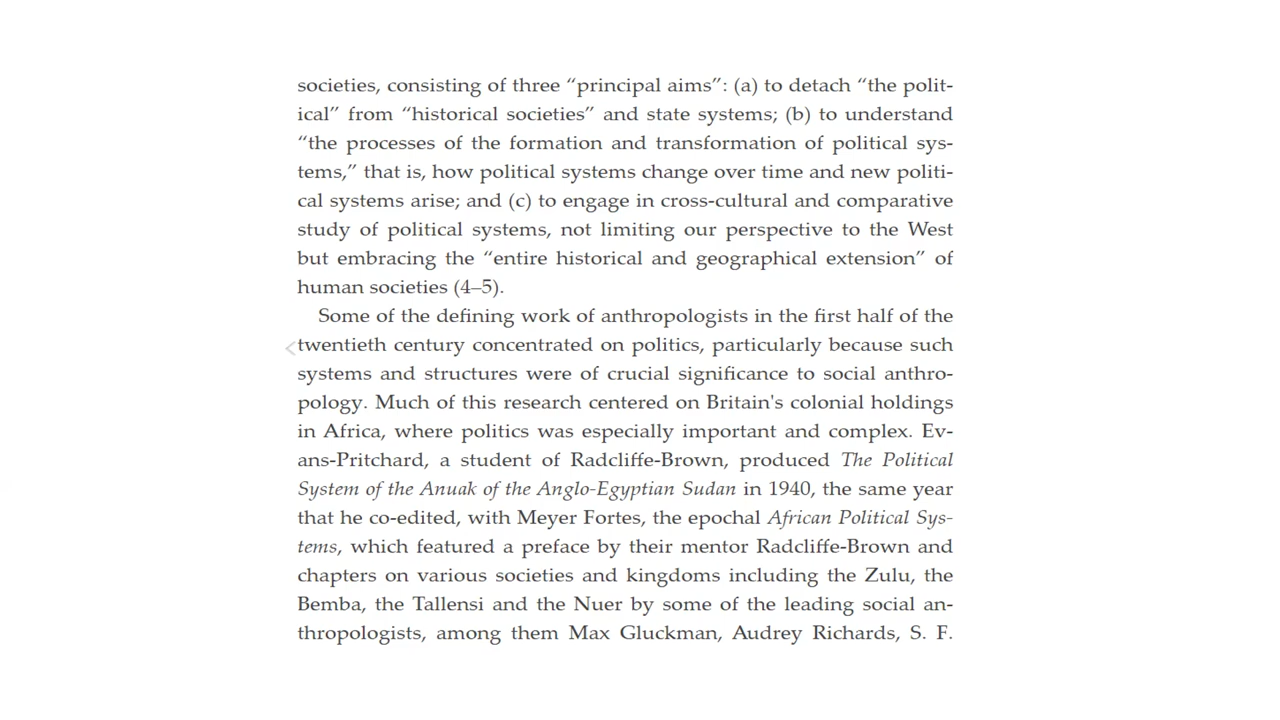 societies, consisting of three “principal aims”: (a) to detach “the polit-
ical” from “historical societies” and state systems; (b) to understand
“the processes of the formation and transformation of political sys-
tems,” that is, how political systems change over time and new politi-
cal systems arise; and (c) to engage in cross-cultural and comparative
study of political systems, not limiting our perspective to the West
but embracing the “entire historical and geographical extension” of
human societies (4–5).
Some of the defining work of anthropologists in the first half of the
twentieth century concentrated on politics, particularly because such
systems and structures were of crucial significance to social anthro-
pology. Much of this research centered on Britain's colonial holdings
in Africa, where politics was especially important and complex. Ev-
ans-Pritchard, a student of Radcliffe-Brown, produced The Political
System of the Anuak of the Anglo-Egyptian Sudan in 1940, the same year
that he co-edited, with Meyer Fortes, the epochal African Political Sys-
tems, which featured a preface by their mentor Radcliffe-Brown and
chapters on various societies and kingdoms including the Zulu, the
Bemba, the Tallensi and the Nuer by some of the leading social an-
thropologists, among them Max Gluckman, Audrey Richards, S. F.